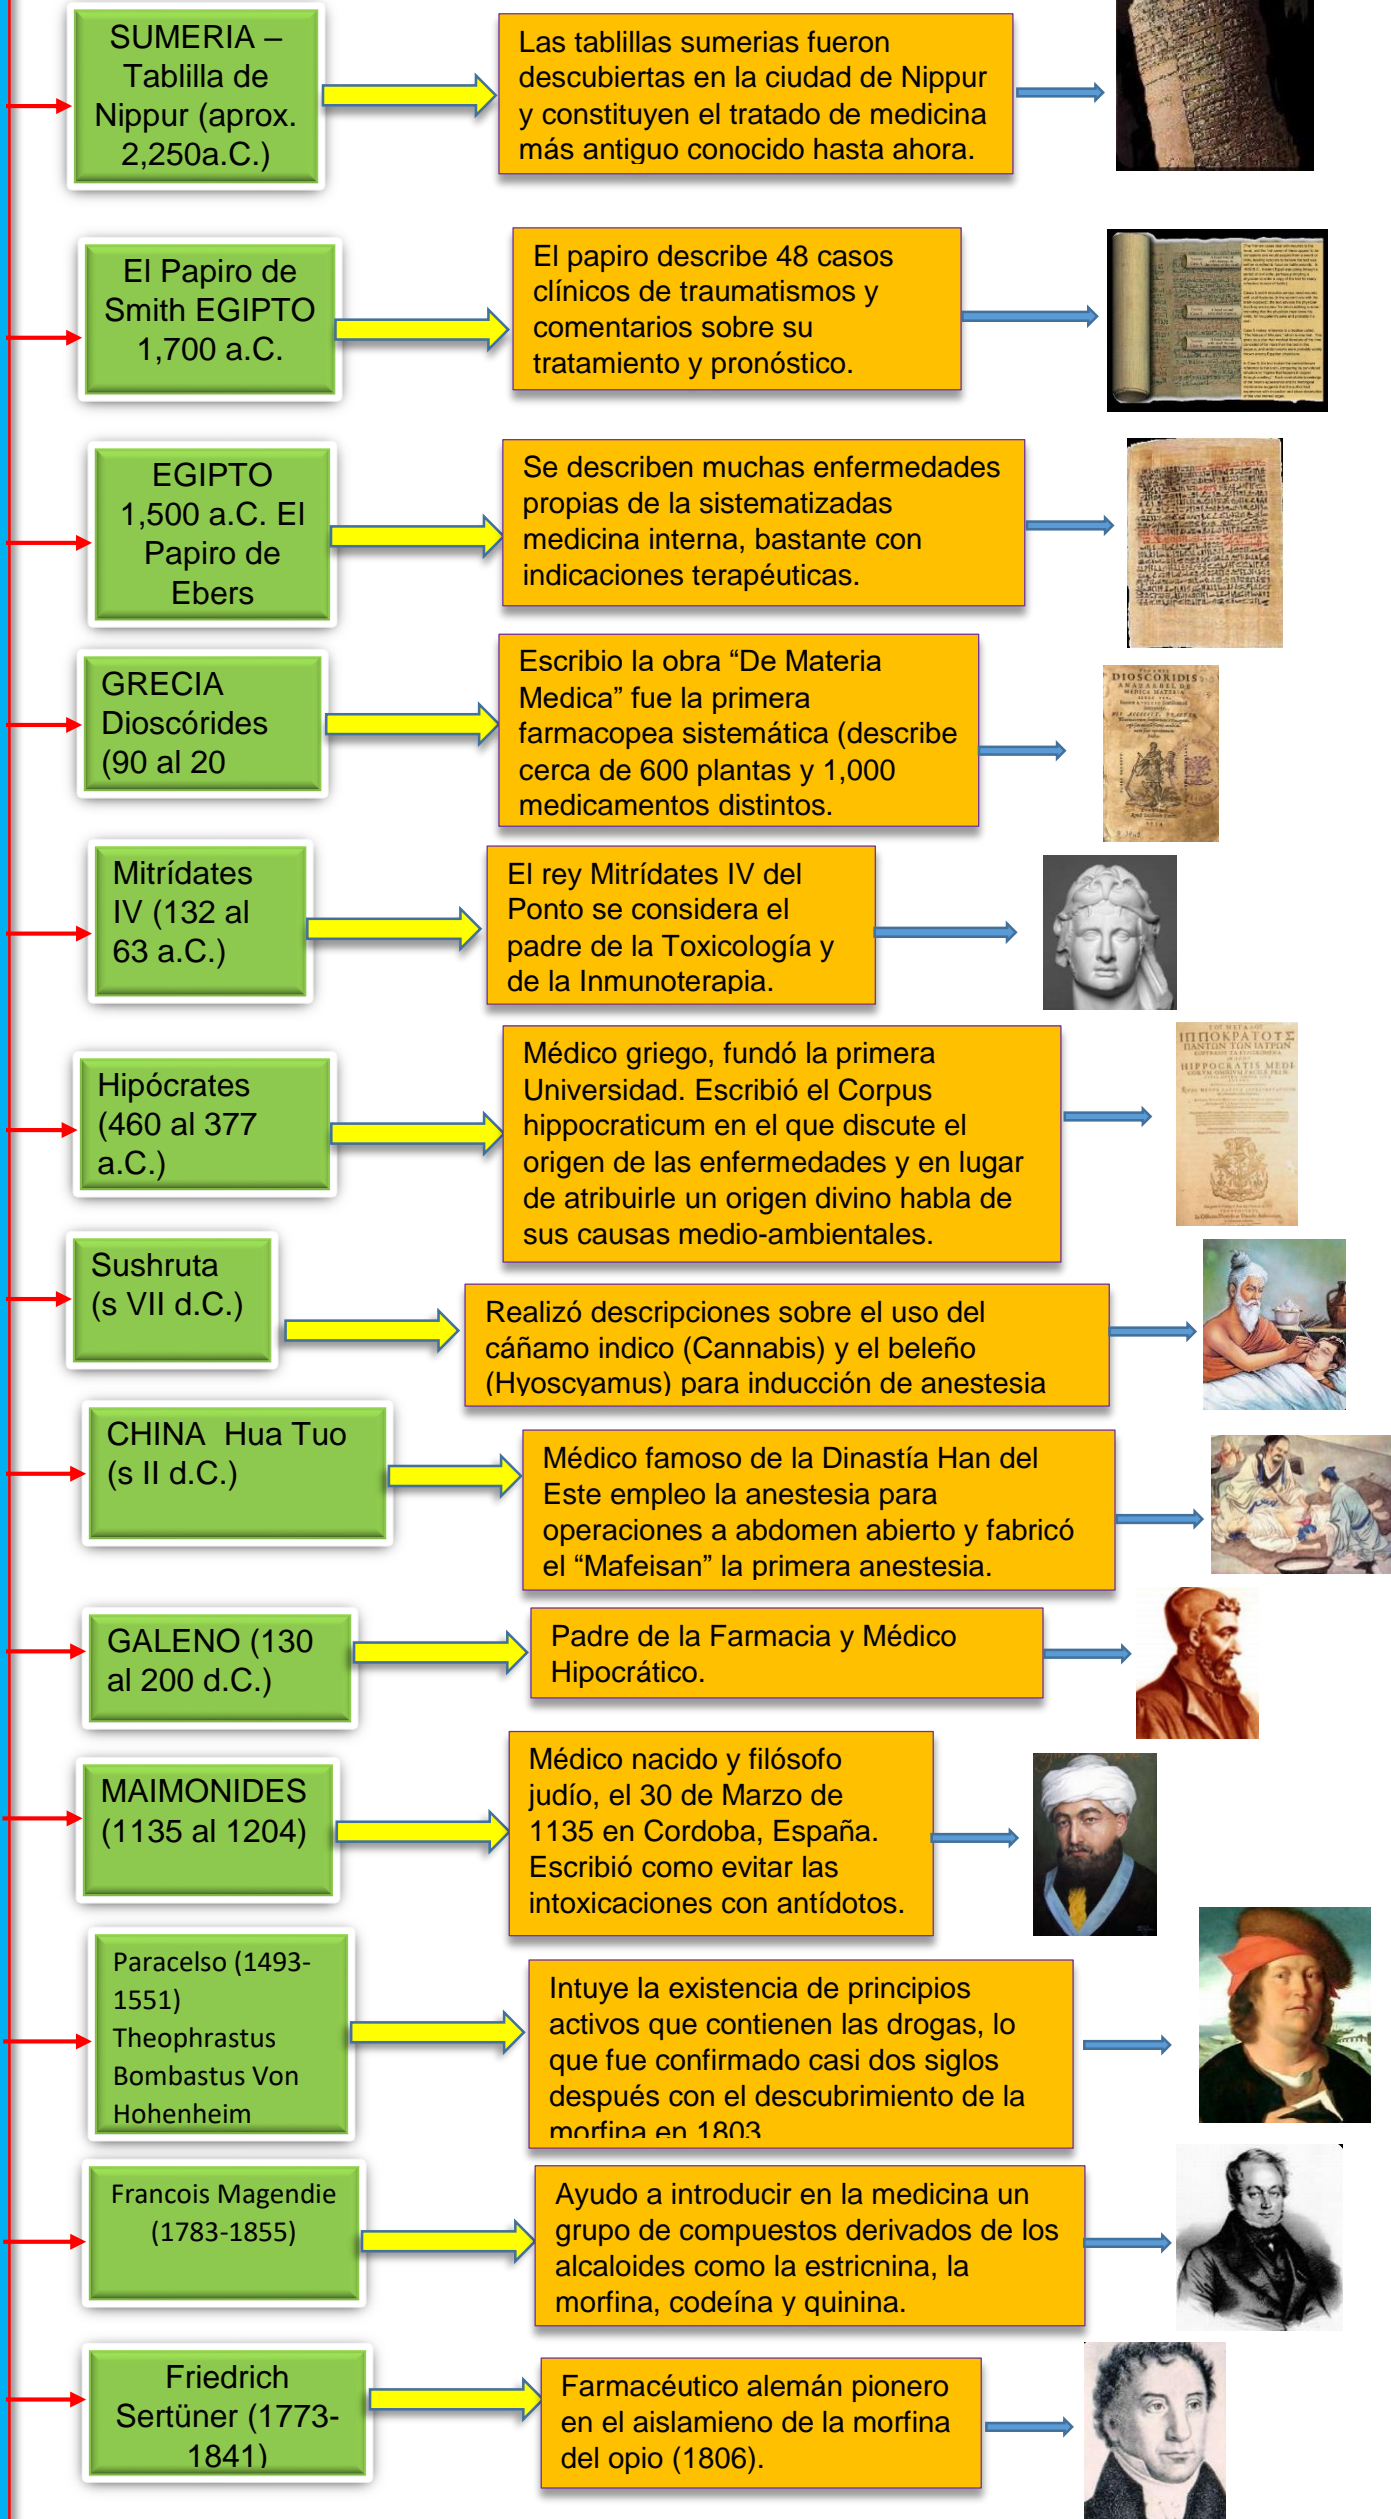 SUMERIA –
Tablilla de
Nippur (aprox.
2,250a.C.)
Las tablillas sumerias fueron
descubiertas en la ciudad de Nippur
y constituyen el tratado de medicina
más antiguo conocido hasta ahora.
El Papiro de
Smith EGIPTO
1,700 a.C.
El papiro describe 48 casos
clínicos de traumatismos y
comentarios sobre su
tratamiento y pronóstico.
EGIPTO
1,500 a.C. El
Papiro de
Ebers
Se describen muchas enfermedades
propias de la sistematizadas
medicina interna, bastante con
indicaciones terapéuticas.
GRECIA
Dioscórides
(90 al 20
Escribio la obra “De Materia
Medica” fue la primera
farmacopea sistemática (describe
cerca de 600 plantas y 1,000
medicamentos distintos.
DIOSCORIDIS
Mitrídates
IV (132 al
63 a.C.)
El rey Mitrídates IV del
Ponto se considera el
padre de la Toxicología y
de la Inmunoterapia.
Hipócrates
(460 al 377
a.C.)
Médico griego, fundó la primera
Universidad. Escribió el Corpus
hippocraticum en el que discute el
origen de las enfermedades y en lugar
de atribuirle un origen divino habla de
sus causas medio-ambientales.
ΙΠΠΟΚΡΑΤΟΥΣ
HIPPOCRATIS MEDI-
Sushruta
(s VII d.C.)
Realizó descripciones sobre el uso del
cáñamo indico (Cannabis) y el beleño
(Hyoscyamus) para inducción de anestesia
CHINA  Hua Tuo
(s II d.C.)
Médico famoso de la Dinastía Han del
Este empleo la anestesia para
operaciones a abdomen abierto y fabricó
el “Mafeisan” la primera anestesia.
GALENO (130
al 200 d.C.)
Padre de la Farmacia y Médico
Hipocrático.
MAIMONIDES
(1135 al 1204)
Médico nacido y filósofo
judío, el 30 de Marzo de
1135 en Cordoba, España.
Escribió como evitar las
intoxicaciones con antídotos.
Paracelso (1493-
1551)
Theophrastus
Bombastus Von
Hohenheim
Intuye la existencia de principios
activos que contienen las drogas, lo
que fue confirmado casi dos siglos
después con el descubrimiento de la
morfina en 1803
Francois Magendie
(1783-1855)
Ayudo a introducir en la medicina un
grupo de compuestos derivados de los
alcaloides como la estricnina, la
morfina, codeína y quinina.
Friedrich
Sertüner (1773-
1841)
Farmacéutico alemán pionero
en el aislamieno de la morfina
del opio (1806).